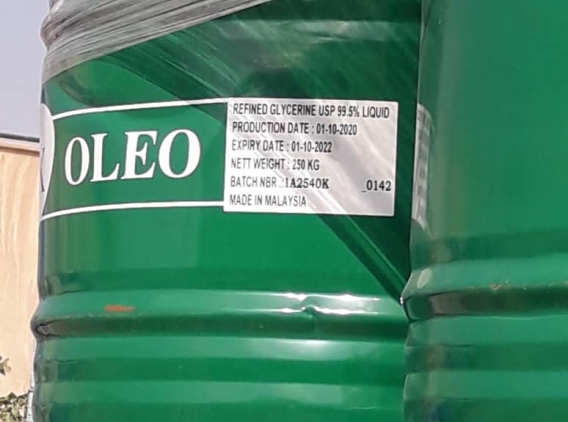 OLEO
REFINED GLYCERINE USP 99.5% LIQUID
PRODUCTION DATE : 01-10-2020
EXPIRY DATE : 01-10-2022
NETT WEIGHT : 250 KG
BATCH NBR .:1A2540K _0142
MADE IN MALAYSIA